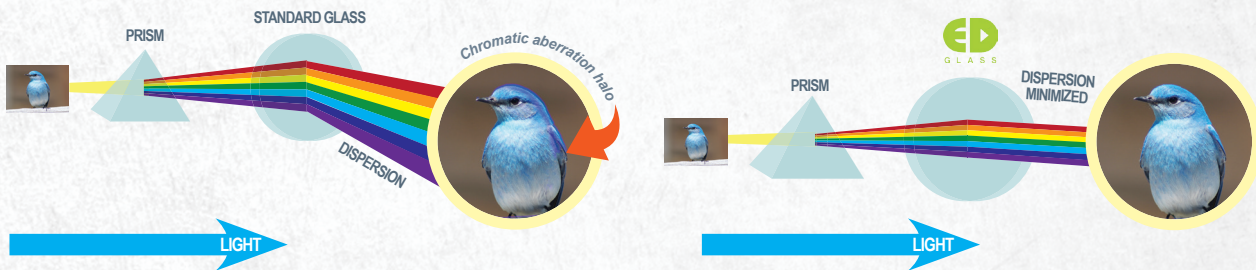 STANDARD GLASS
PRISM
Chromatic aberration halo
DISPERSION
LIGHT
ED
GLASS
DISPERSION
MINIMIZED
PRISM
LIGHT